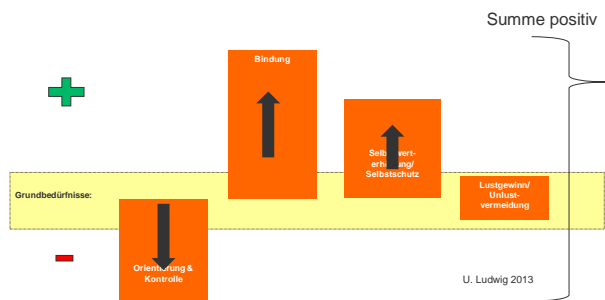 Summe positiv
Bindung
Selbstwert-
erhöhung/
Selbstschutz
Grundbedürfnisse:
Lustgewinn/
Unlust-
vermeidung
Orientierung &
Kontrolle
U. Ludwig 2013